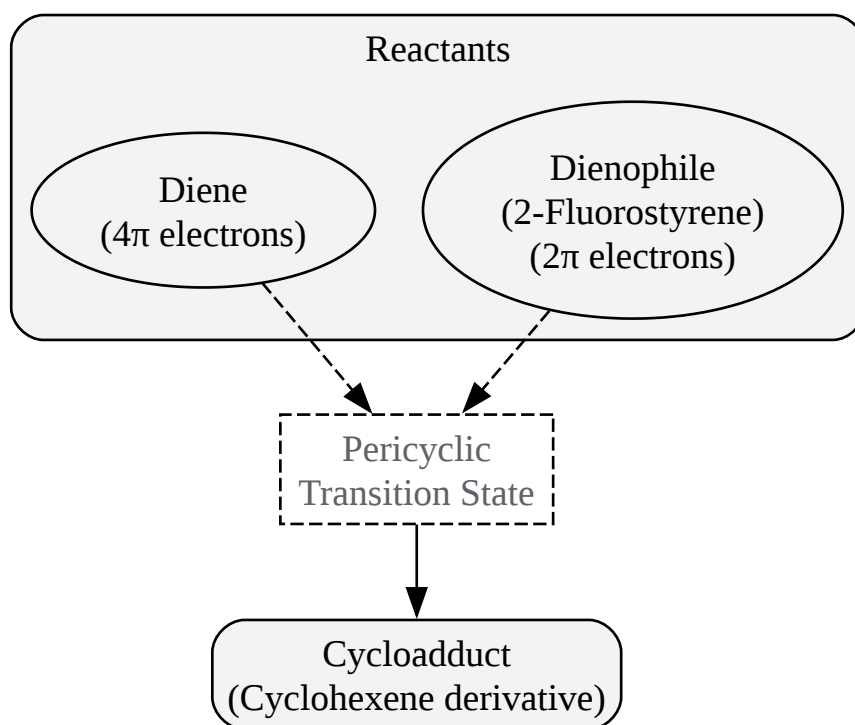 Reactants
Diene
(4π electrons)
Dienophile
(2-Fluorostyrene)
(2π electrons)
Pericyclic
Transition State
Cycloadduct
(Cyclohexene derivative)